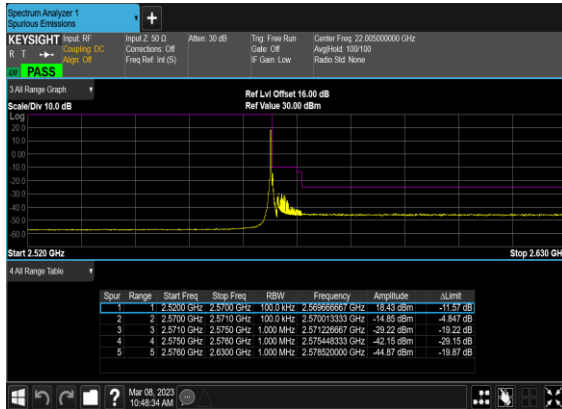 Spectrum Analyzer 1
Spurious Emissions
+
KEYSIGHT Input: RF Input Z: 50 Ω Atten: 30 dB Trig: Free Run Center Freq: 22.005000000 GHz
R T Coupling: DC Corrections: Off Gate: Off Avg|Hold: 100/100
Align: Off Freq Ref: Int (S) IF Gain: Low Radio Std: None
LW PASS
3 All Range Graph
Ref Lvl Offset 16.00 dB
Scale/Div 10.0 dB Ref Value 30.00 dBm
Log
20.0
10.0
0.00
-10.0
-20.0
-30.0
-40.0
-50.0
-60.0
Start 2.520 GHz Stop 2.630 GH
4 All Range Table
Spur Range Start Freq Stop Freq RBW Frequency Amplitude ΔLimit
1 1 2.5200 GHz 2.5700 GHz 100.0 kHz 2.569666667 GHz 18.43 dBm -11.57 dB
2 2 2.5700 GHz 2.5710 GHz 100.0 kHz 2.570013333 GHz -14.85 dBm -4.847 dB
3 3 2.5710 GHz 2.5750 GHz 1.000 MHz 2.571226667 GHz -29.22 dBm -19.22 dB
4 4 2.5750 GHz 2.5760 GHz 1.000 MHz 2.575448333 GHz -42.15 dBm -29.15 dB
5 5 2.5760 GHz 2.6300 GHz 1.000 MHz 2.578520000 GHz -44.87 dBm -19.87 dB
? Mar 08, 2023
10:48:34 AM